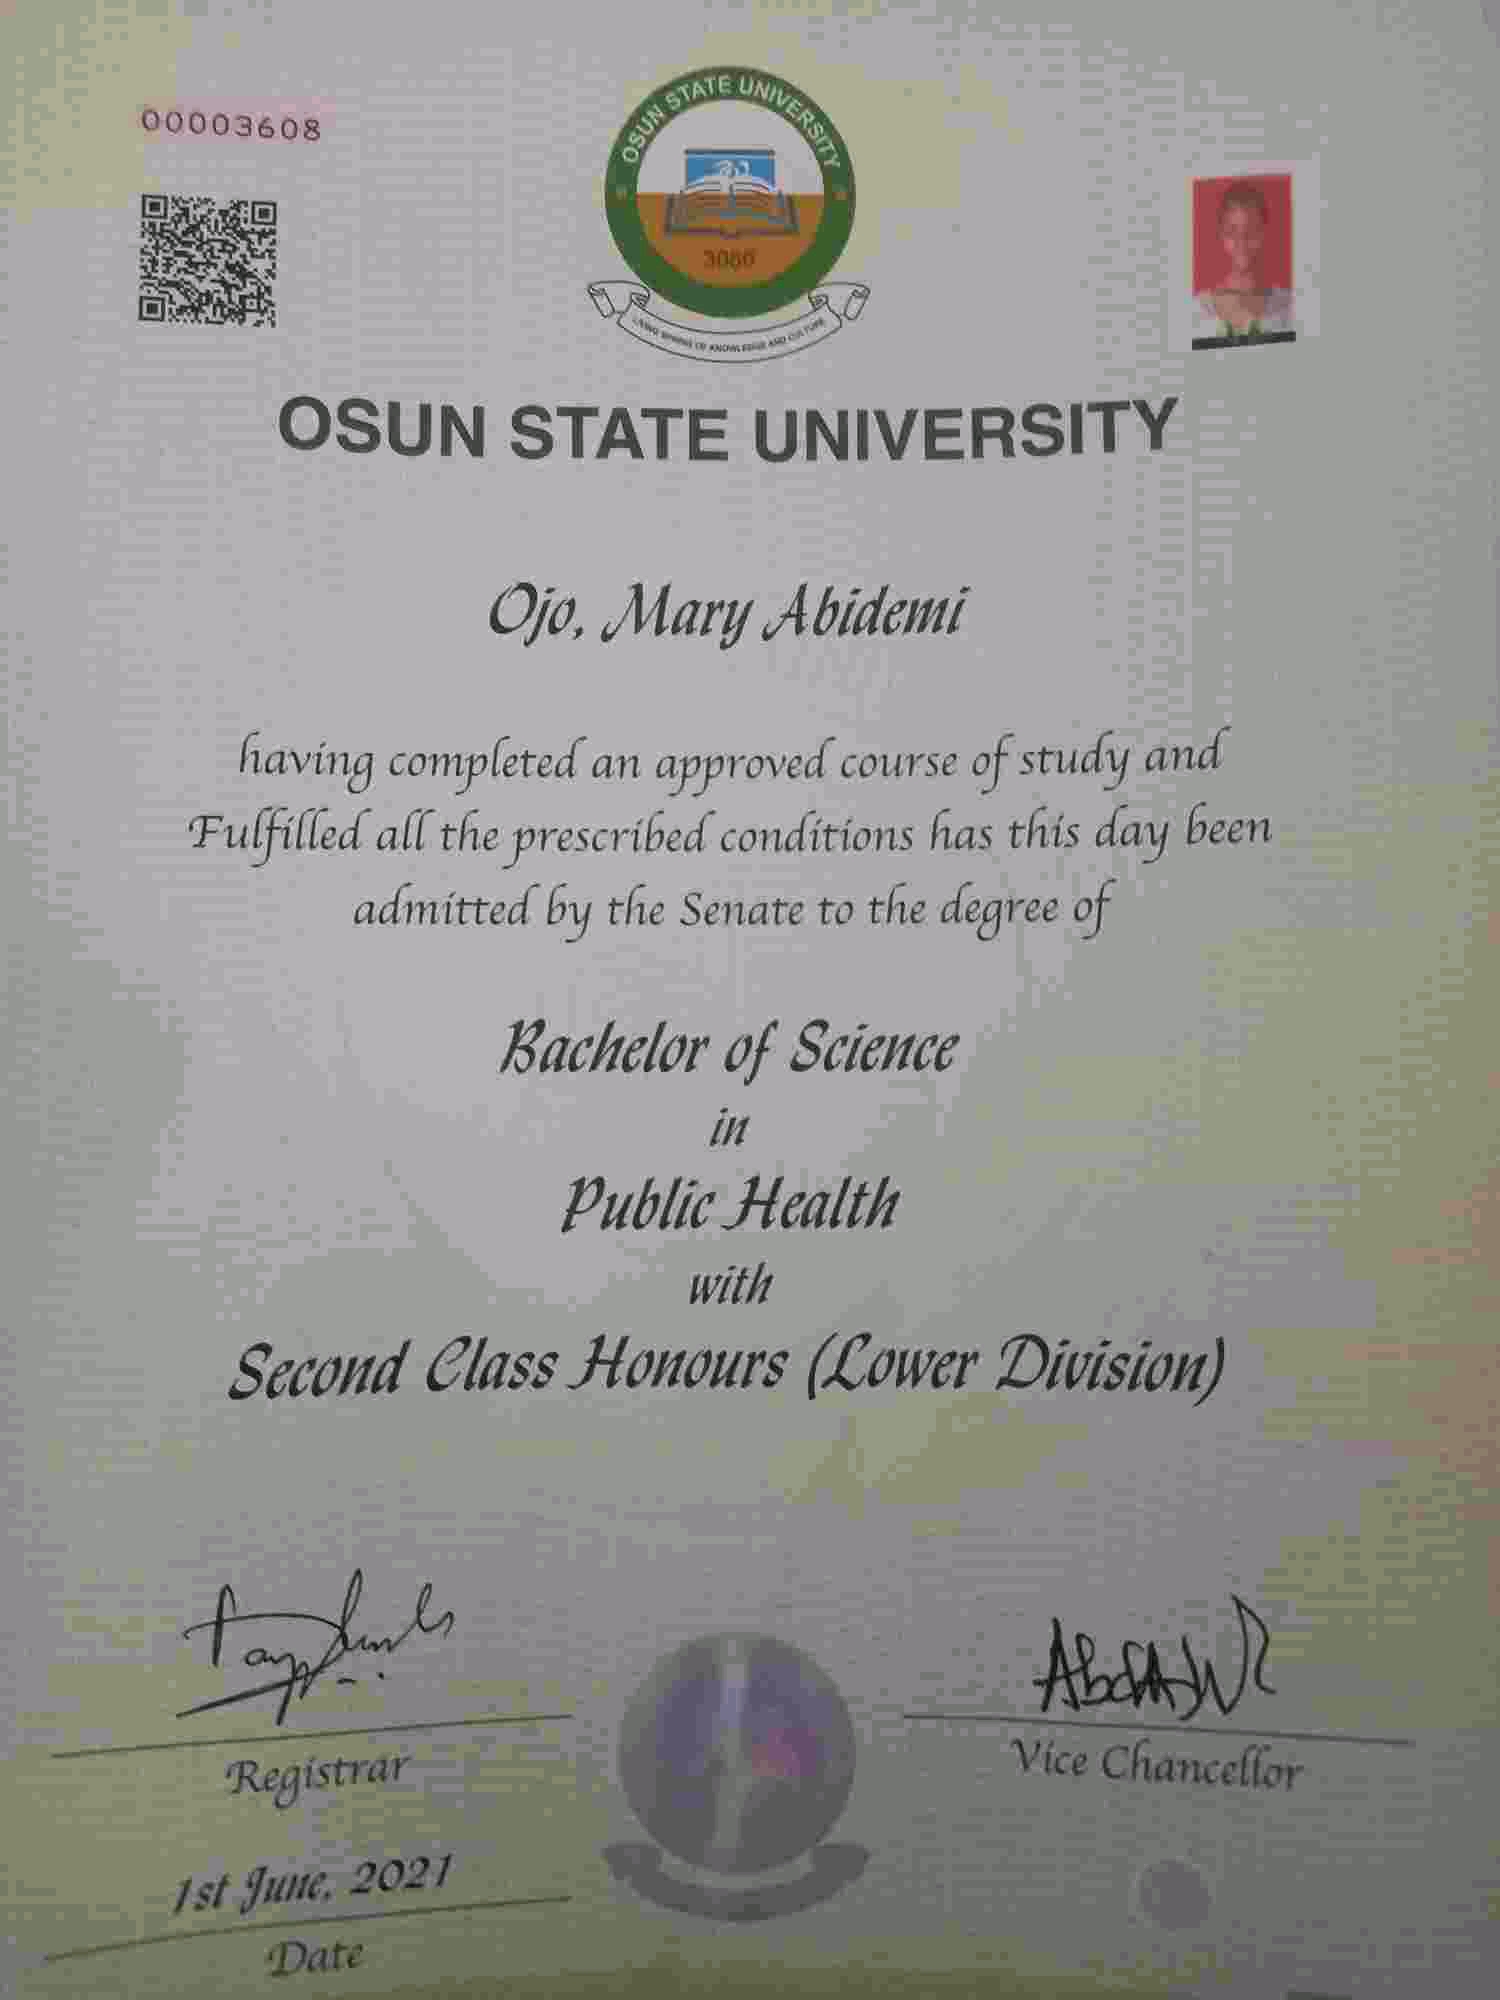 00003608
OSUN STATE UNIVERSITY
3080
LIVING SPRING OF KNOWLEDGE AND CULTURE
OSUN STATE UNIVERSITY
Ojo, Mary Abidemi
having completed an approved course of study and
Fulfilled all the prescribed conditions has this day been
admitted by the Senate to the degree of
Bachelor of Science
in
Public Health
with
Second Class Honours (Lower Division)
Registrar
Vice Chancellor
1st June, 2021
Date